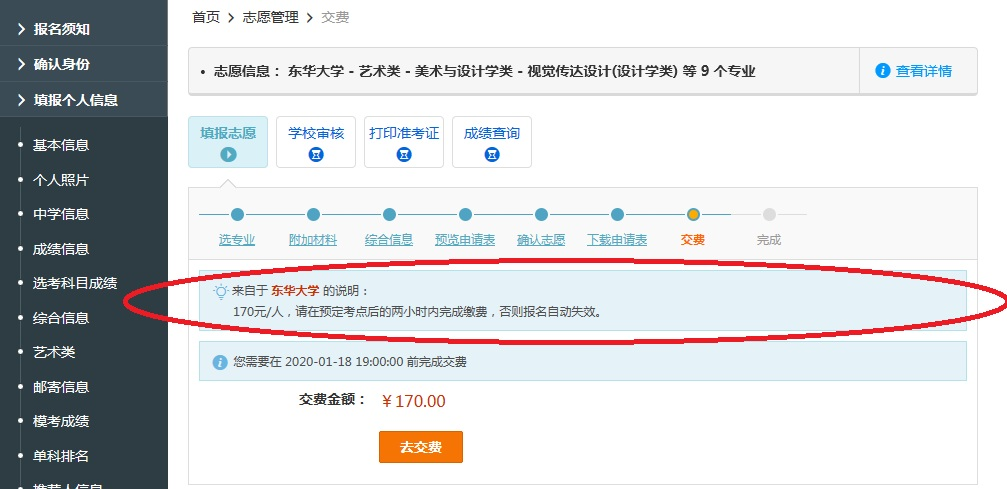 首页 > 志愿管理 > 交费
报名须知
确认身份
填报个人信息
基本信息
个人照片
中学信息
成绩信息
选考科目成绩
综合信息
艺术类
邮寄信息
模考成绩
单科排名
推荐人信息
• 志愿信息： 东华大学 - 艺术类 - 美术与设计学类 - 视觉传达设计(设计学类) 等 9 个专业
查看详情
填报志愿 学校审核 打印准考证 成绩查询
选专业 附加材料 综合信息 预览申请表 确认志愿 下载申请表 交费 完成
来自于 东华大学 的说明：
170元/人，请在预定考点后的两小时内完成缴费，否则报名自动失效。
您需要在 2020-01-18 19:00:00 前完成交费
交费金额： ￥170.00
去交费